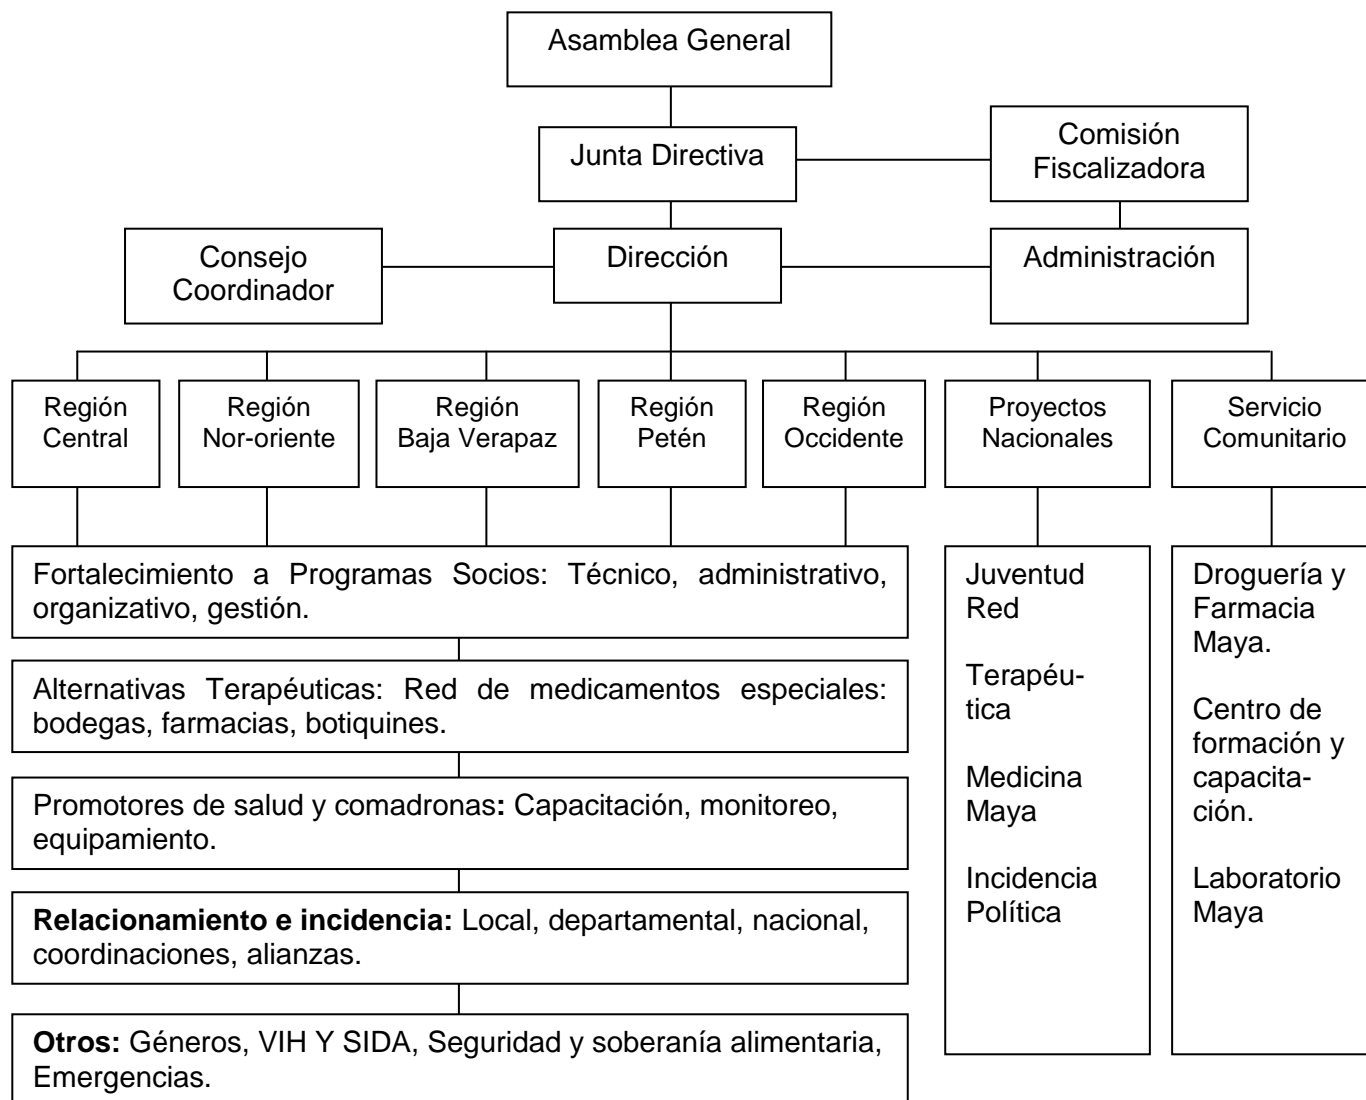 Asamblea General
Junta Directiva
Comisión
Fiscalizadora
Consejo
Coordinador
Dirección
Administración
Región
Central
Región
Nor-oriente
Región
Baja Verapaz
Región
Petén
Región
Occidente
Proyectos
Nacionales
Servicio
Comunitario
Fortalecimiento a Programas Socios: Técnico, administrativo,
organizativo, gestión.
Alternativas Terapéuticas: Red de medicamentos especiales:
bodegas, farmacias, botiquines.
Promotores de salud y comadronas: Capacitación, monitoreo,
equipamiento.
Relacionamiento e incidencia: Local, departamental, nacional,
coordinaciones, alianzas.
Otros: Géneros, VIH Y SIDA, Seguridad y soberanía alimentaria,
Emergencias.
Juventud
Red
Terapéu-
tica
Medicina
Maya
Incidencia
Política
Droguería y
Farmacia
Maya.
Centro de
formación y
capacita-
ción.
Laboratorio
Maya